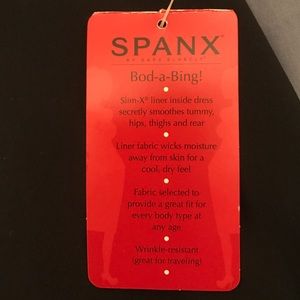 SPANX™
BY SARA BLAKELY
Bod-a-Bing!
Slim-X® liner inside dress
secretly smoothes tummy,
hips, thighs and rear
Liner fabric wicks moisture
away from skin for a
cool, dry feel
Fabric selected to
provide a great fit for
every body type at
any age
Wrinkle-resistant
(great for traveling)